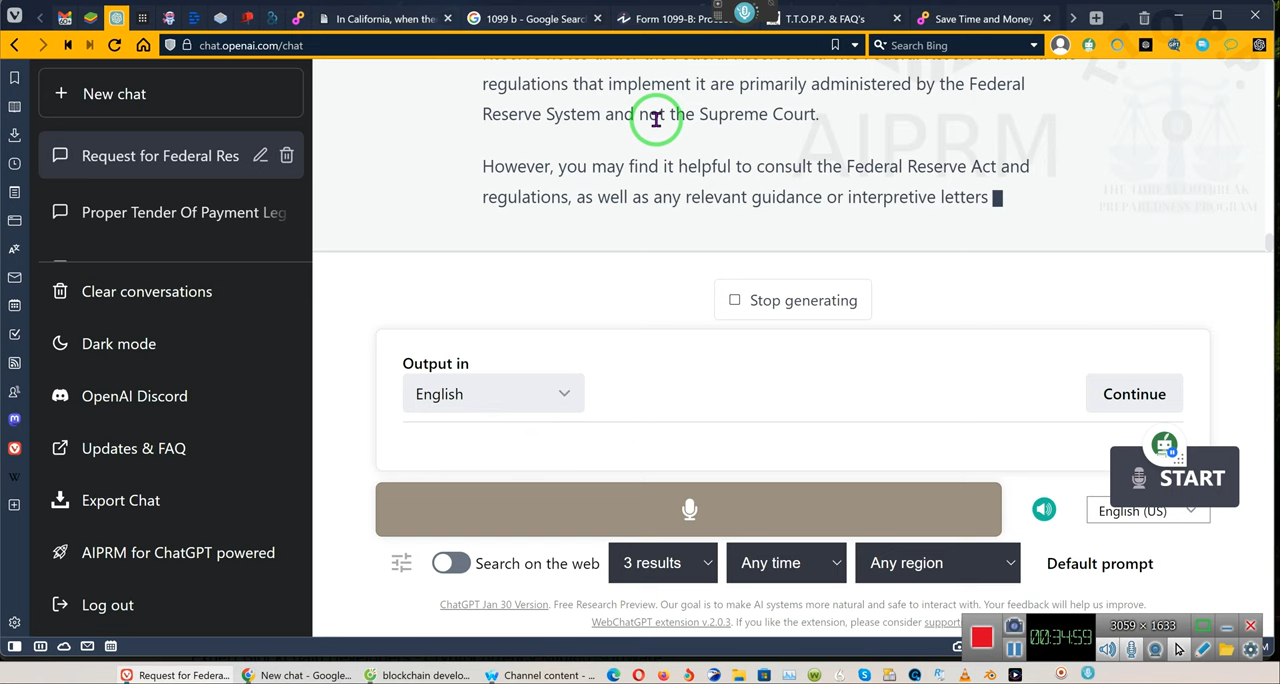 In California, when the
1099 b - Google Sear
Form 1099-B: Pro
T.T.O.P.P. & FAQ's
Save Time and Money
chat.openai.com/chat
Search Bing
New chat
regulations that implement it are primarily administered by the Federal
Reserve System and not the Supreme Court.
Request for Federal Res
However, you may find it helpful to consult the Federal Reserve Act and
regulations, as well as any relevant guidance or interpretive letters
AIPRM
THE THREAT OUTBREAK
PREPAREDNESS PROGRAM
Proper Tender Of Payment Leg
Clear conversations
Stop generating
Dark mode
Output in
English
Continue
OpenAI Discord
Updates & FAQ
START
Export Chat
English (US)
AIPRM for ChatGPT powered
Search on the web
3 results
Any time
Any region
Default prompt
Log out
ChatGPT Jan 30 Version. Free Research Preview. Our goal is to make AI systems more natural and safe to interact with. Your feedback will help us improve.
WebChatGPT extension v.2.0.3. If you like the extension, please consider support
00:34:59
3059 × 1633
Request for Federa...
New chat - Google...
blockchain develo...
Channel content - ...